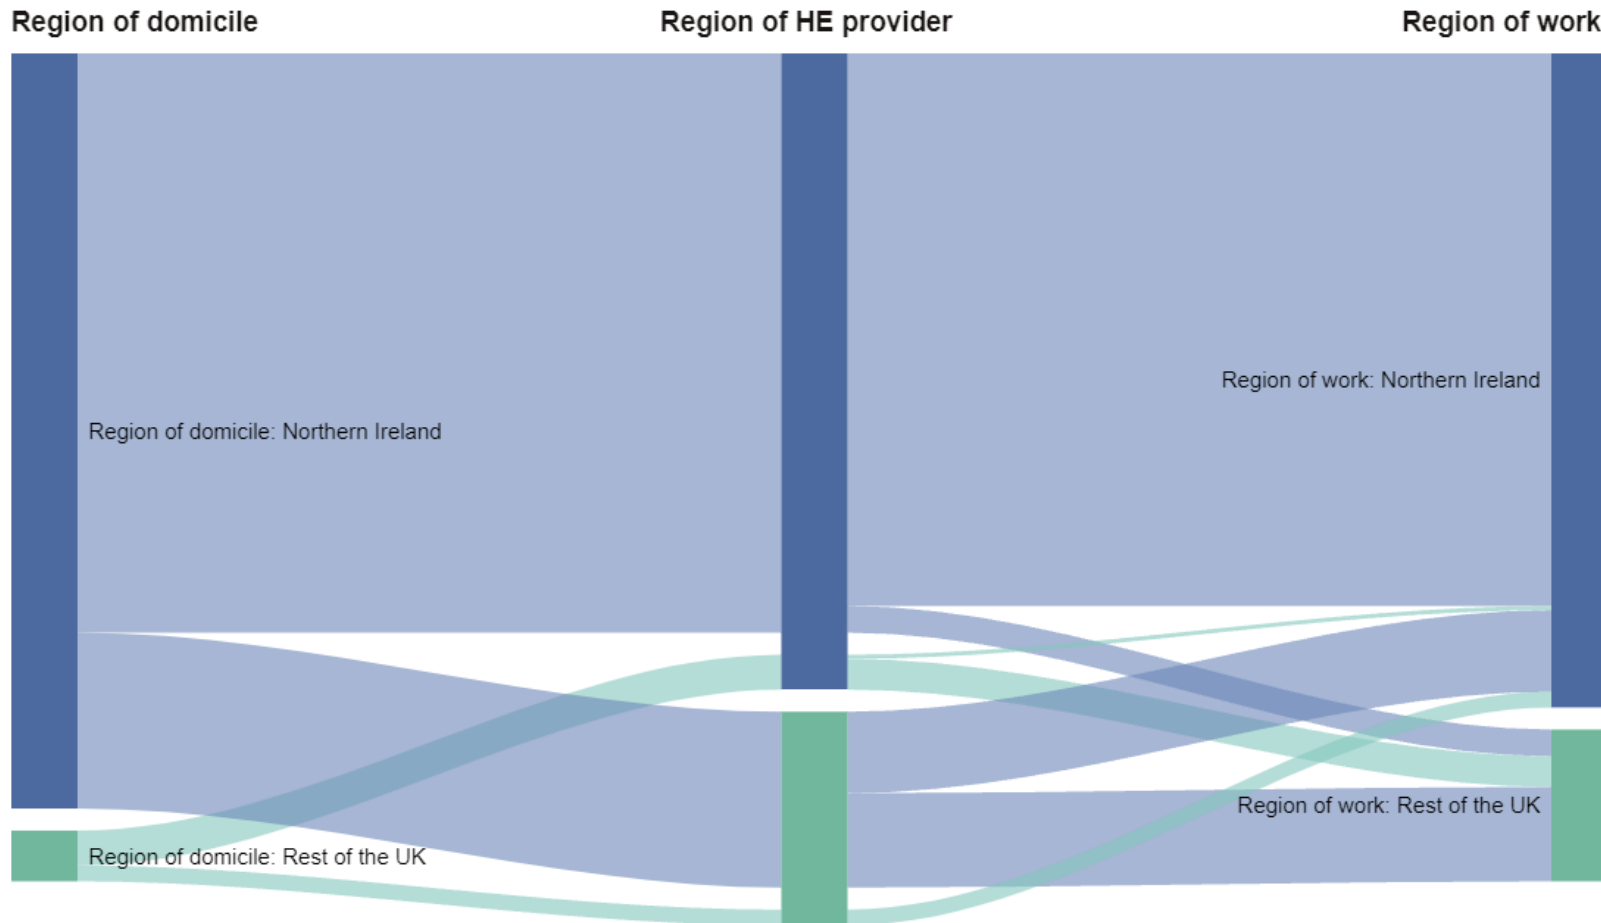 Region of domicile
Region of HE provider
Region of work
Region of work: Northern Ireland
Region of domicile: Northern Ireland
Region of work: Rest of the UK
Region of domicile: Rest of the UK